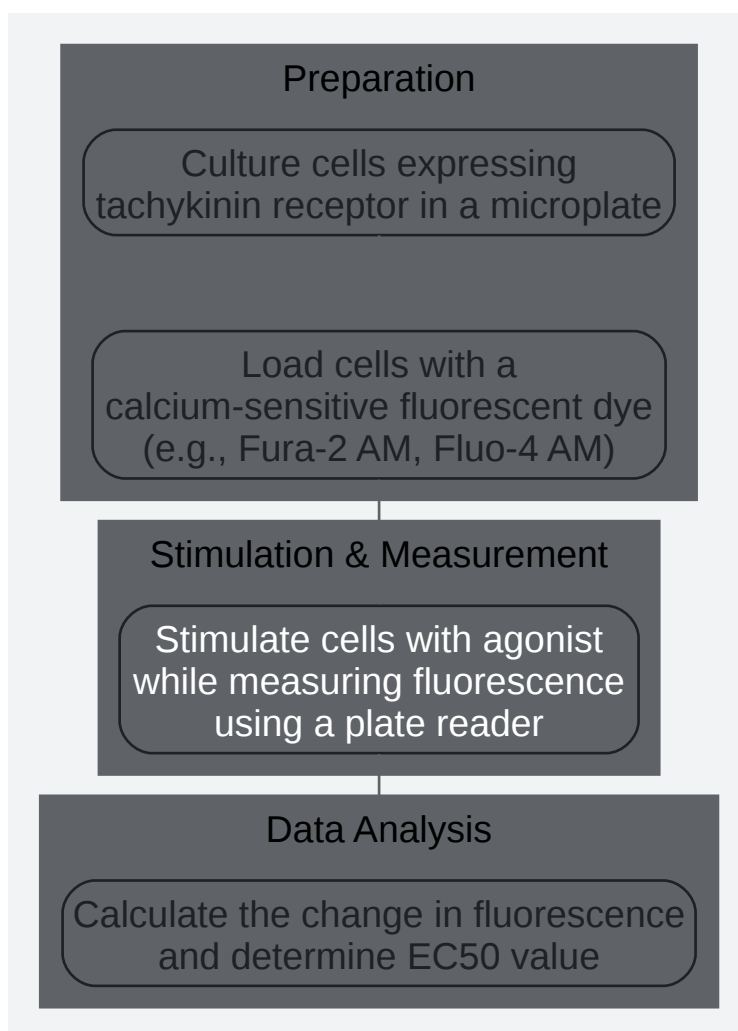 Preparation
Culture cells expressing
tachykinin receptor in a microplate
Load cells with a
calcium-sensitive fluorescent dye
(e.g., Fura-2 AM, Fluo-4 AM)
Stimulation & Measurement
Stimulate cells with agonist
while measuring fluorescence
using a plate reader
Data Analysis
Calculate the change in fluorescence
and determine EC50 value